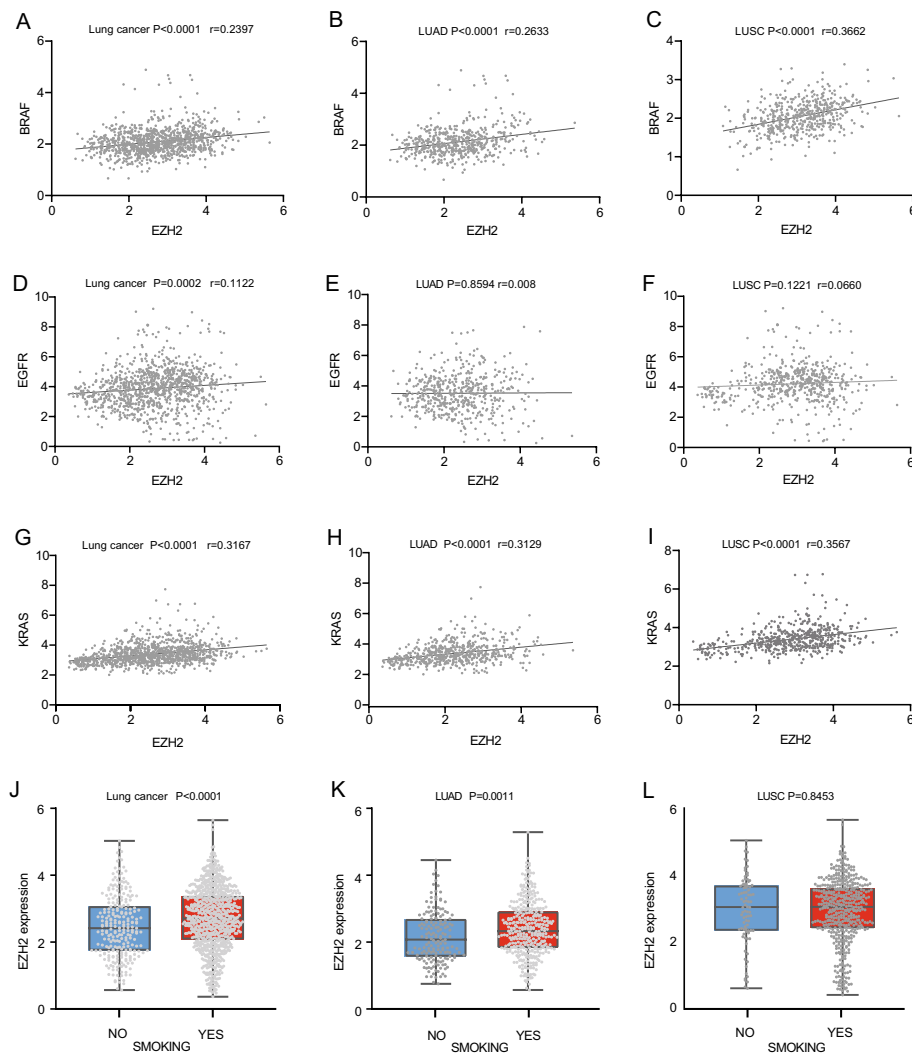 A
Lung cancer P<0.0001 r=0.2397
6
4
2
0
BRAF
0 2 4 6
EZH2
B
LUAD P<0.0001 r=0.2633
6
4
2
0
BRAF
0 2 4 6
EZH2
C
LUSC P<0.0001 r=0.3662
4
3
2
1
0
BRAF
0 2 4 6
EZH2
D
Lung cancer P=0.0002 r=0.1122
10
8
6
4
2
0
EGFR
0 2 4 6
EZH2
E
LUAD P=0.8594 r=0.008
10
8
6
4
2
0
EGFR
0 2 4 6
EZH2
F
LUSC P=0.1221 r=0.0660
10
8
6
4
2
0
EGFR
0 2 4 6
EZH2
G
Lung cancer P<0.0001 r=0.3167
10
8
6
4
2
0
KRAS
0 2 4 6
EZH2
H
LUAD P<0.0001 r=0.3129
10
8
6
4
2
0
KRAS
0 2 4 6
EZH2
I
LUSC P<0.0001 r=0.3567
8
6
4
2
0
KRAS
0 2 4 6
EZH2
J
Lung cancer P<0.0001
6
4
2
0
EZH2 expression
NO YES
SMOKING
K
LUAD P=0.0011
6
4
2
0
EZH2 expression
NO YES
SMOKING
L
LUSC P=0.8453
6
4
2
0
EZH2 expression
NO YES
SMOKING